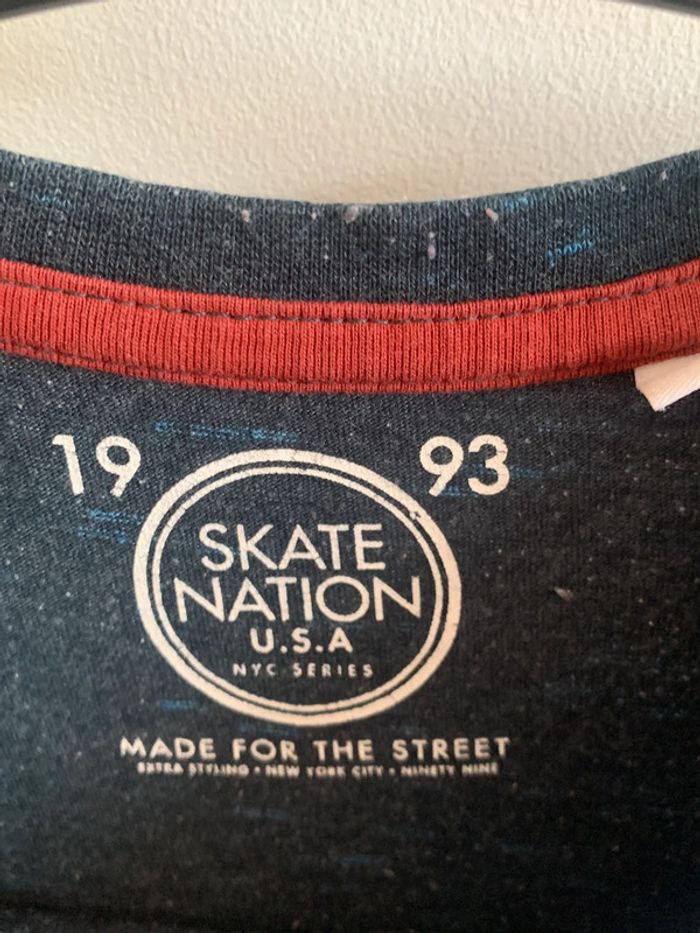 19 93
SKATE
NATION
U.S.A
NYC SERIES
MADE FOR THE STREET
EXTRA STYLING • NEW YORK CITY • NINETY NINE